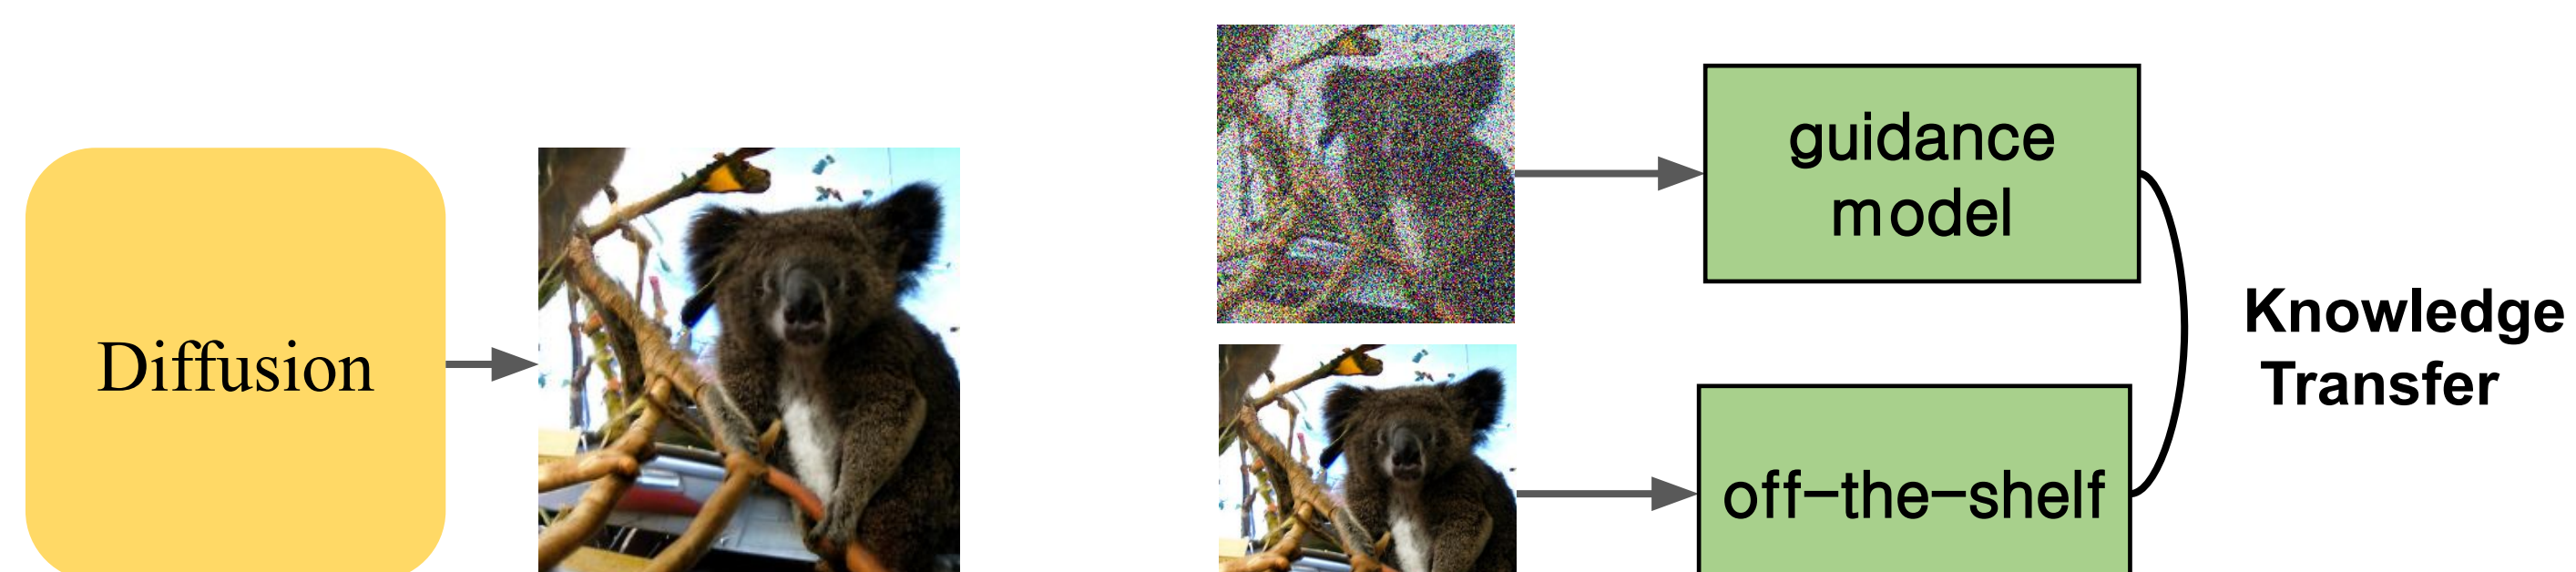 Diffusion
guidance
model
off-the-shelf
Knowledge
Transfer